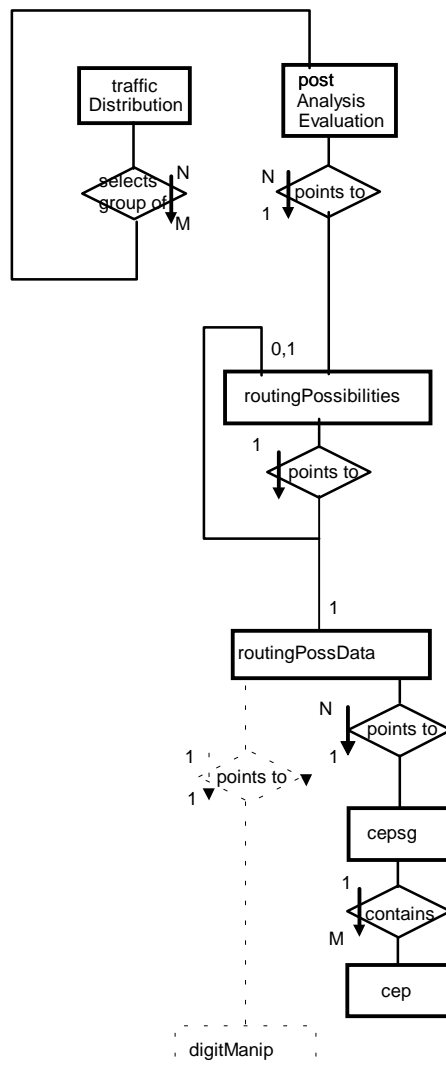 traffic
Distribution
post
Analysis
Evaluation
selects
group of
N
M
N
1
points to
0,1
routingPossibilities
1
points to
1
routingPossData
N
1
points to
1
1
points to
cepsg
1
M
contains
cep
digitManip